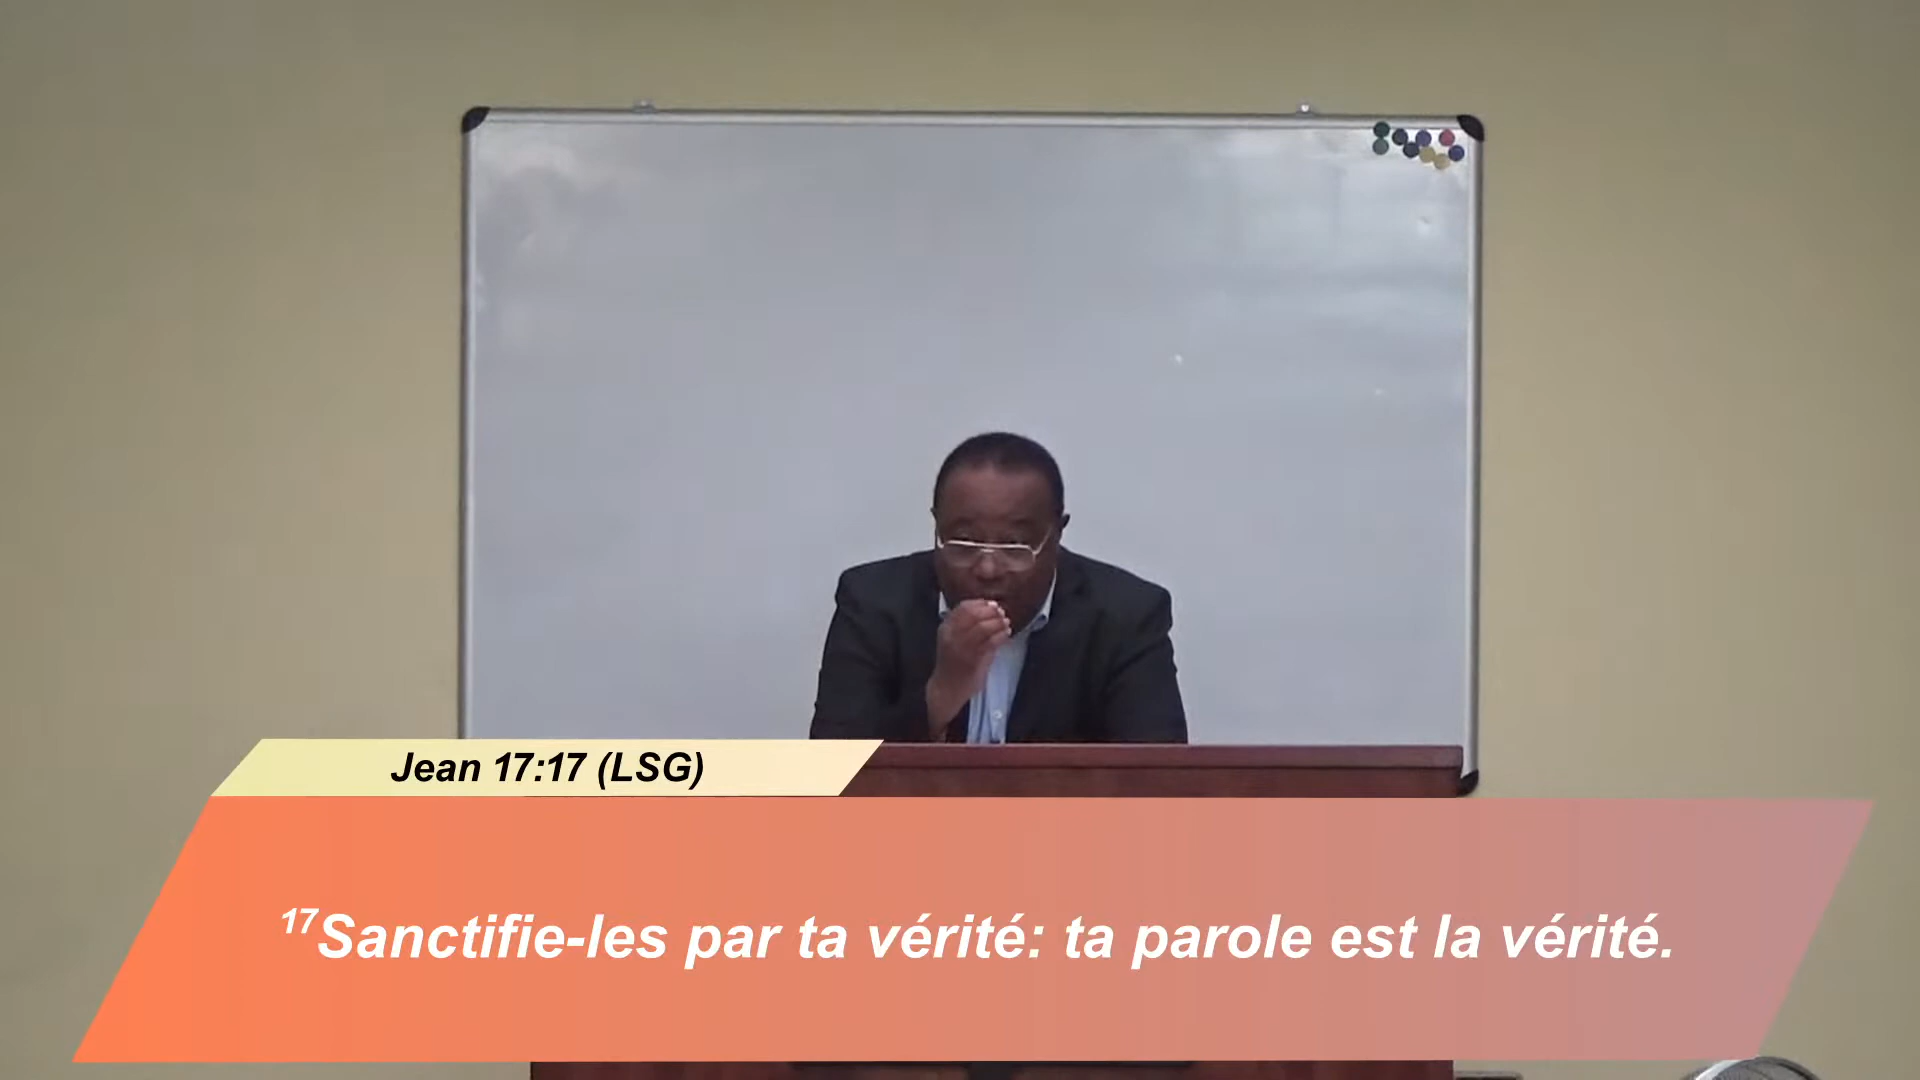 Jean 17:17 (LSG)
17Sanctifie-les par ta vérité: ta parole est la vérité.